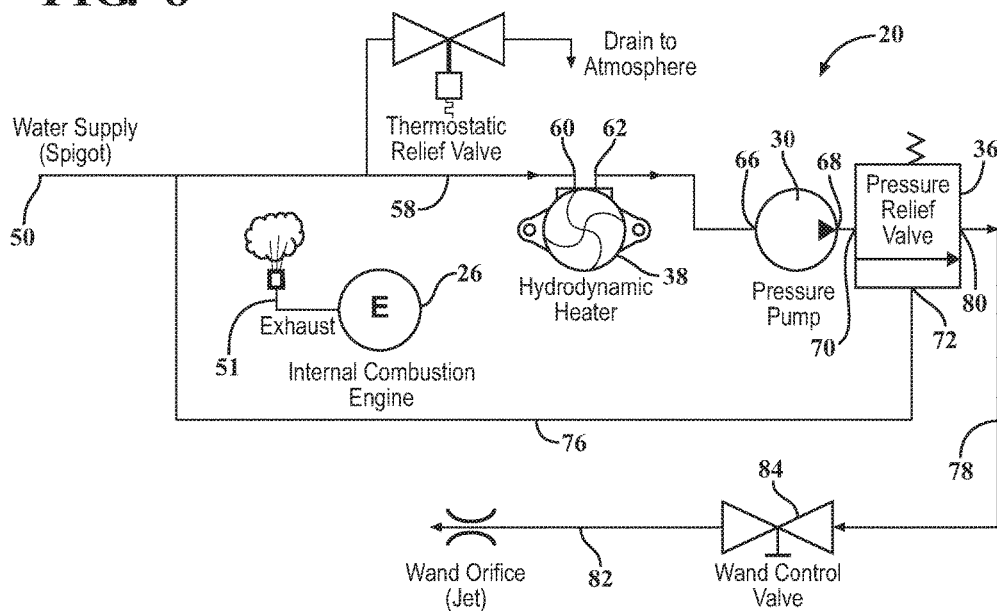 20
Drain to
Atmosphere
Thermostatic
Relief Valve
Water Supply
(Spigot)
50
58
60
62
38
Hydrodynamic
Heater
66
30
68
Pressure
Pump
70
36
Pressure
Relief
Valve
72
80
51
Exhaust
26
E
Internal Combustion
Engine
76
78
84
Wand Control
Valve
82
Wand Orifice
(Jet)